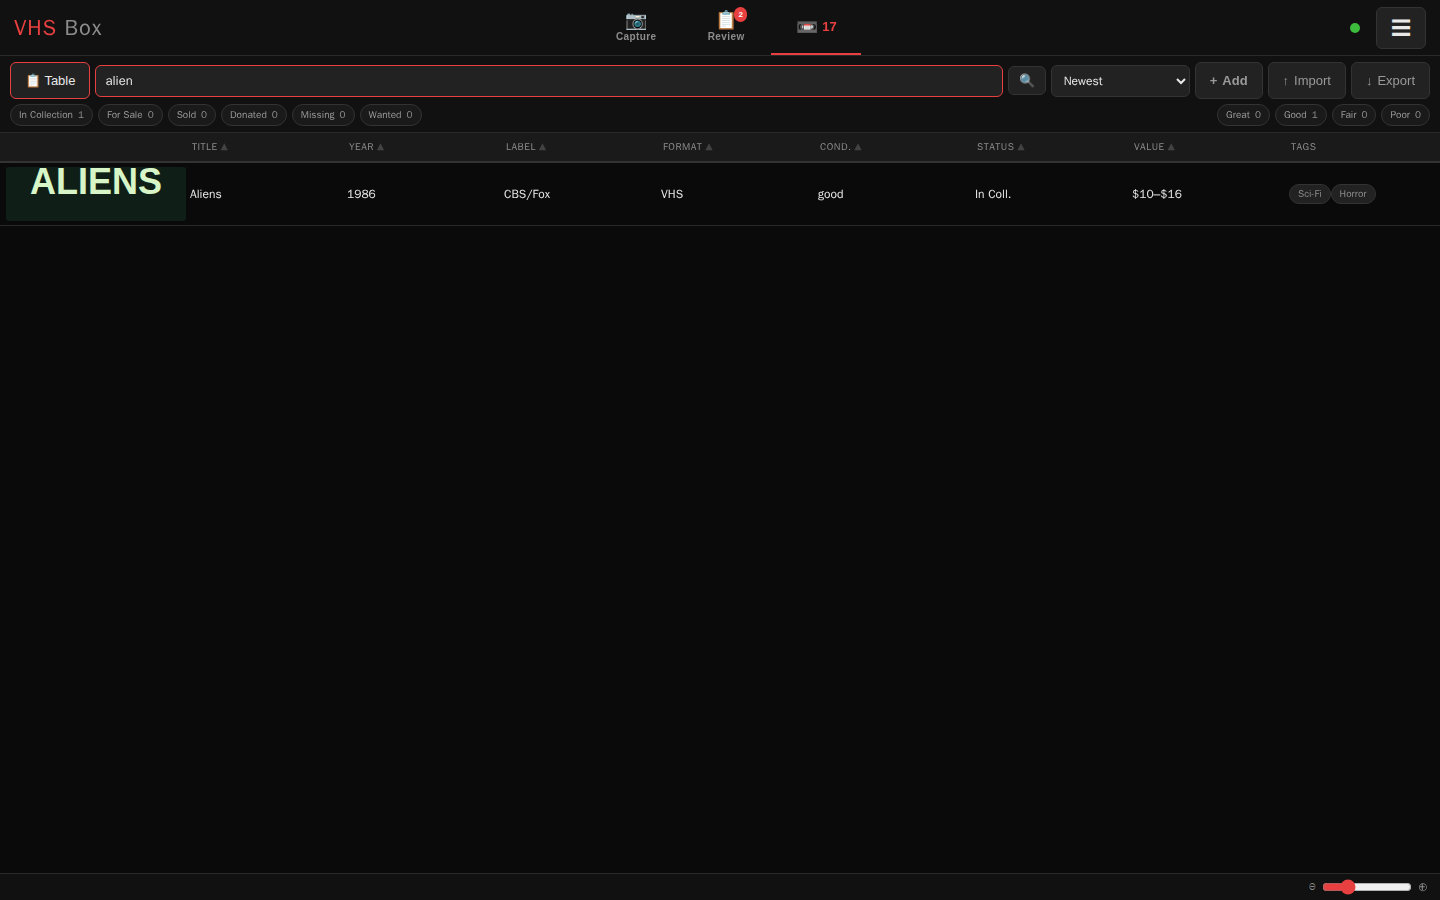 VHS Box
Capture
2
Review
17
Table
alien
Newest
+ Add
↑ Import
↓ Export
In Collection 1
For Sale 0
Sold 0
Donated 0
Missing 0
Wanted 0
Great 0
Good 1
Fair 0
Poor 0
TITLE ▲ YEAR ▲ LABEL ▲ FORMAT ▲ COND. ▲ STATUS ▲ VALUE ▲ TAGS
ALIENS
Aliens 1986 CBS/Fox VHS good In Coll. $10–$16 Sci-Fi Horror